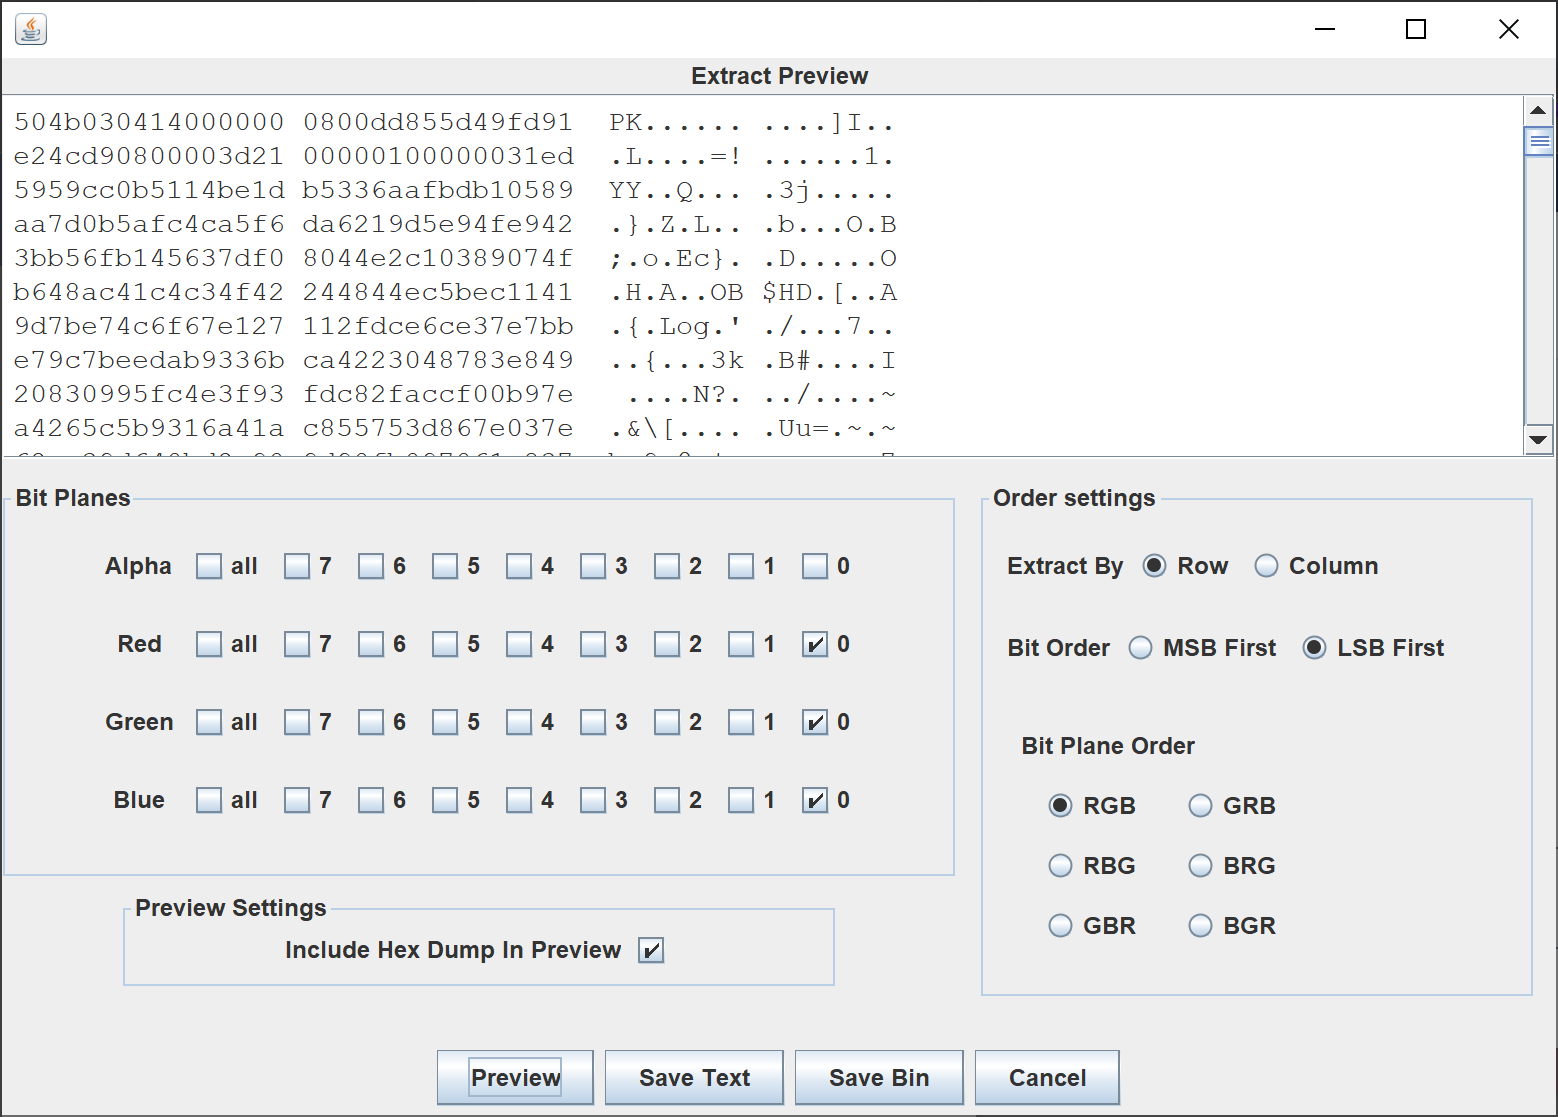 Extract Preview
504b030414000000 0800dd855d49fd91 PK...... ....]I..
e24cd90800003d21 00000100000031ed .L....=! ......1.
5959cc0b5114be1d b5336aafbdb10589 YY..Q... .3j.....
aa7d0b5afc4ca5f6 da6219d5e94fe942 .}.Z.L.. .b...O.B
3bb56fb145637df0 8044e2c10389074f ;.o.Ec}. .D.....O
b648ac41c4c34f42 244844ec5bec1141 .H.A..OB $HD.[..A
9d7be74c6f67e127 112fdce6ce37e7bb .{.Log.' ./...7..
e79c7beedab9336b ca4223048783e849 ..{...3k .B#....I
20830995fc4e3f93 fdc82faccf00b97e ....N?. ../....~
a4265c5b9316a41a c855753d867e037e .&\[.... .Uu=.~.~
Bit Planes
Alpha all 7 6 5 4 3 2 1 0
Red all 7 6 5 4 3 2 1 0
Green all 7 6 5 4 3 2 1 0
Blue all 7 6 5 4 3 2 1 0
Preview Settings
Include Hex Dump In Preview
Order settings
Extract By Row Column
Bit Order MSB First LSB First
Bit Plane Order
RGB GRB
RBG BRG
GBR BGR
Preview Save Text Save Bin Cancel